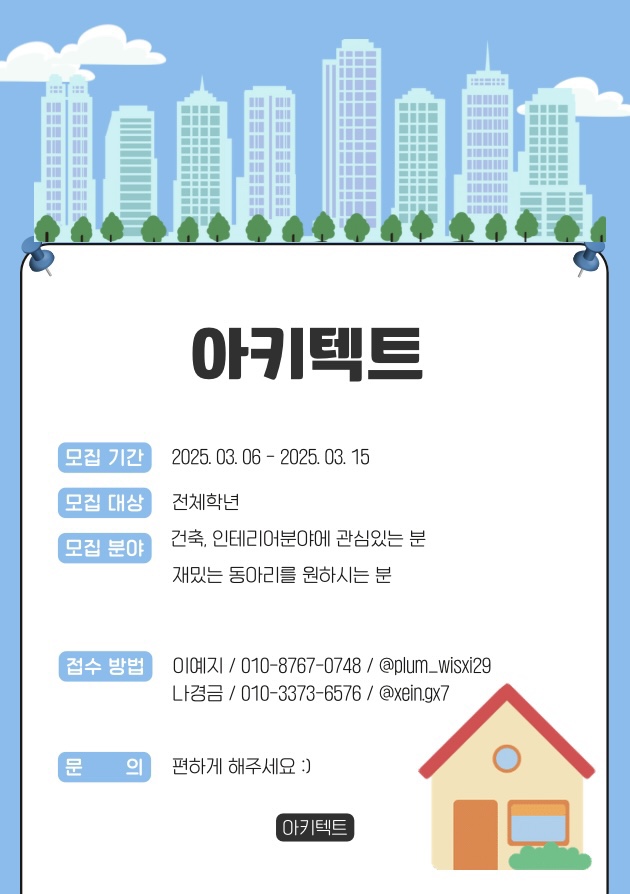 아키텍트
모집 기간 2025. 03. 06 - 2025. 03. 15
모집 대상 전체학년
모집 분야 건축, 인테리어분야에 관심있는 분
재밌는 동아리를 원하시는 분
접수 방법 이예지 / 010-8767-0748 / @plum_wisxi29
나경금 / 010-3373-6576 / @xein.gx7
문 의 편하게 해주세요 :)
아키텍트